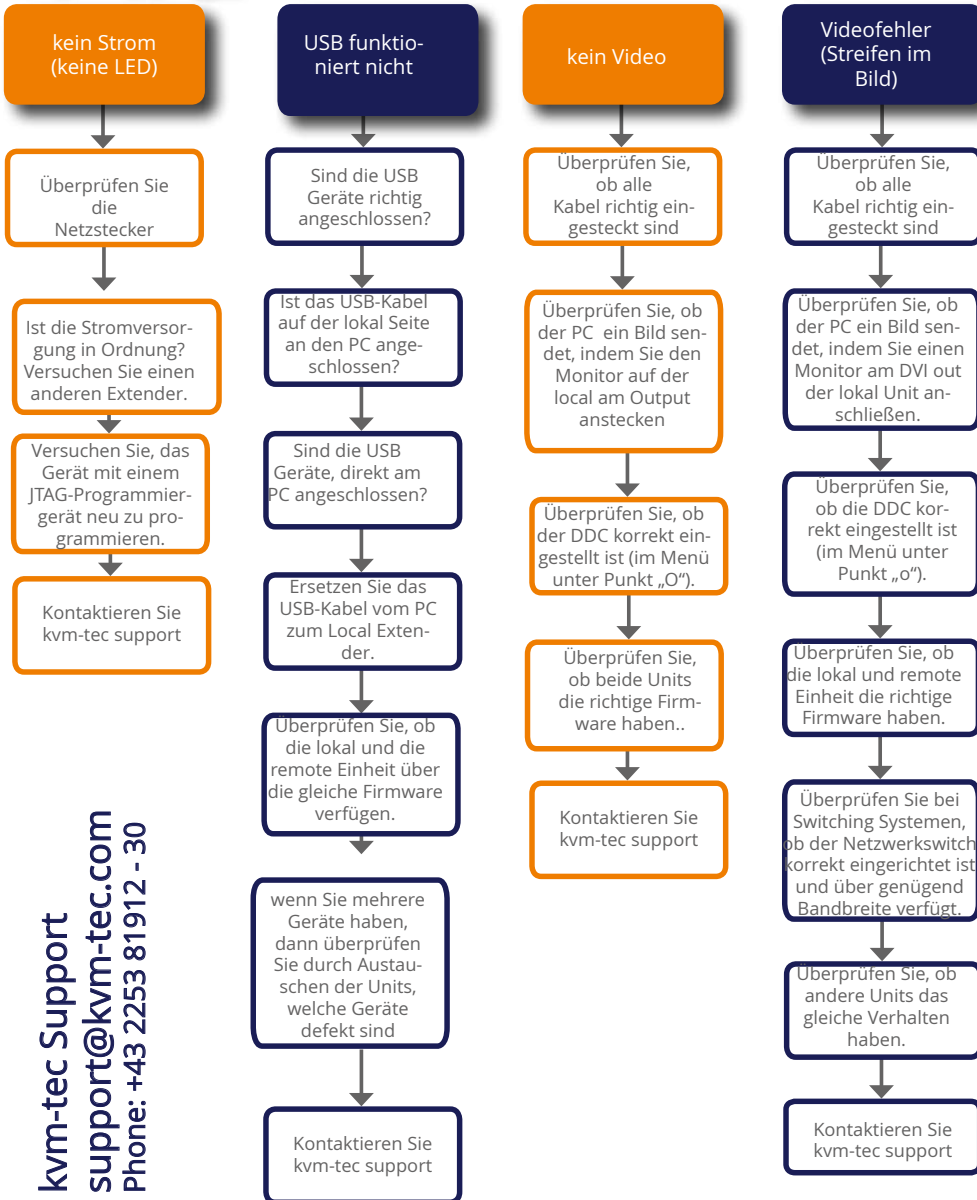 kein Strom
(keine LED)
Überprüfen Sie
die
Netzstecker
Ist die Stromversor-
gung in Ordnung?
Versuchen Sie einen
anderen Extender.
Versuchen Sie, das
Gerät mit einem
JTAG-Programmier-
gerät neu zu pro-
grammieren.
Kontaktieren Sie
kvm-tec support
USB funktio-
niert nicht
Sind die USB
Geräte richtig
angeschlossen?
Ist das USB-Kabel
auf der lokal Seite
an den PC ange-
schlossen?
Sind die USB
Geräte, direkt am
PC angeschlossen?
Ersetzen Sie das
USB-Kabel vom PC
zum Local Exten-
der.
Überprüfen Sie, ob
die lokal und die
remote Einheit über
die gleiche Firmware
verfügen.
wenn Sie mehrere
Geräte haben,
dann überprüfen
Sie durch Austau-
schen der Units,
welche Geräte
defekt sind
Kontaktieren Sie
kvm-tec support
kein Video
Überprüfen Sie,
ob alle
Kabel richtig ein-
gesteckt sind
Überprüfen Sie, ob
der PC ein Bild sen-
det, indem Sie den
Monitor auf der
local am Output
anstecken
Überprüfen Sie, ob
der DDC korrekt ein-
gestellt ist (im Menü
unter Punkt „O“).
Überprüfen Sie,
ob beide Units
die richtige Firm-
ware haben..
Kontaktieren Sie
kvm-tec support
Videofehler
(Streifen im
Bild)
Überprüfen Sie,
ob alle
Kabel richtig ein-
gesteckt sind
Überprüfen Sie, ob
der PC ein Bild sen-
det, indem Sie einen
Monitor am DVI out
der lokal Unit an-
schließen.
Überprüfen Sie,
ob die DDC kor-
rekt eingestellt ist
(im Menü unter
Punkt „o“).
Überprüfen Sie, ob
die lokal und remote
Einheit die richtige
Firmware haben.
Überprüfen Sie bei
Switching Systemen,
ob der Netzwerkswitch
korrekt eingerichtet ist
und über genügend
Bandbreite verfügt.
Überprüfen Sie, ob
andere Units das
gleiche Verhalten
haben.
Kontaktieren Sie
kvm-tec support
kvm-tec Support
support@kvm-tec.com
Phone: +43 2253 81912 - 30